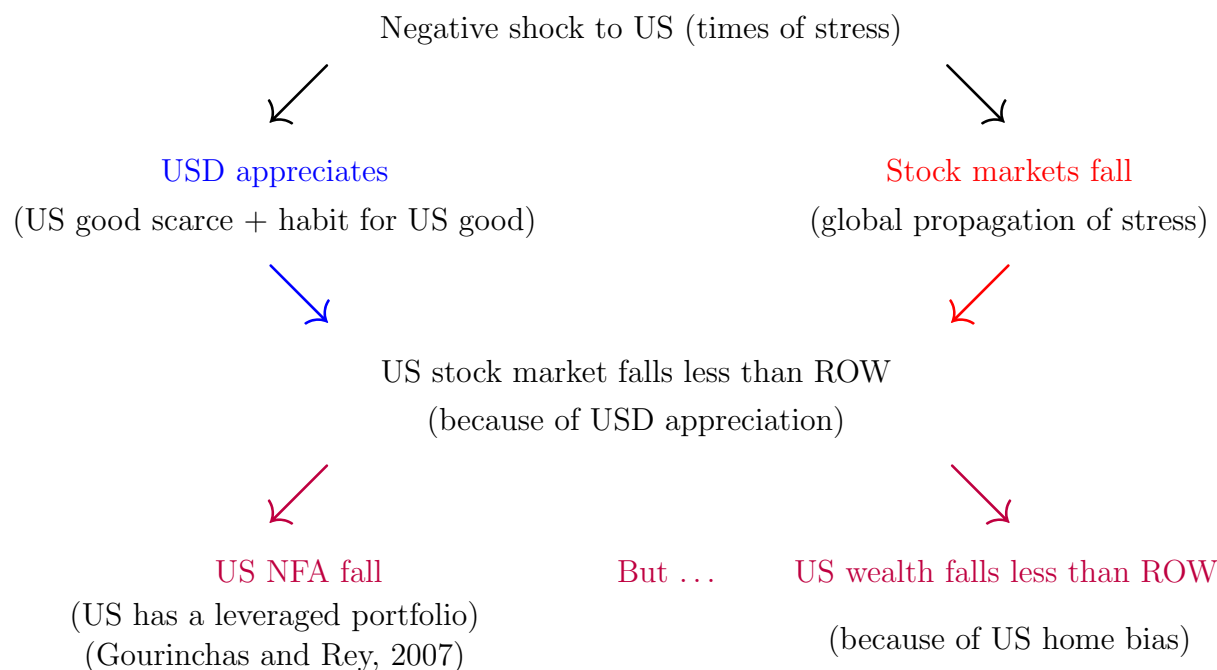 Negative shock to US (times of stress)
USD appreciates
(US good scarce + habit for US good)
Stock markets fall
(global propagation of stress)
US stock market falls less than ROW
(because of USD appreciation)
US NFA fall
(US has a leveraged portfolio)
(Gourinchas and Rey, 2007)
But …
US wealth falls less than ROW
(because of US home bias)